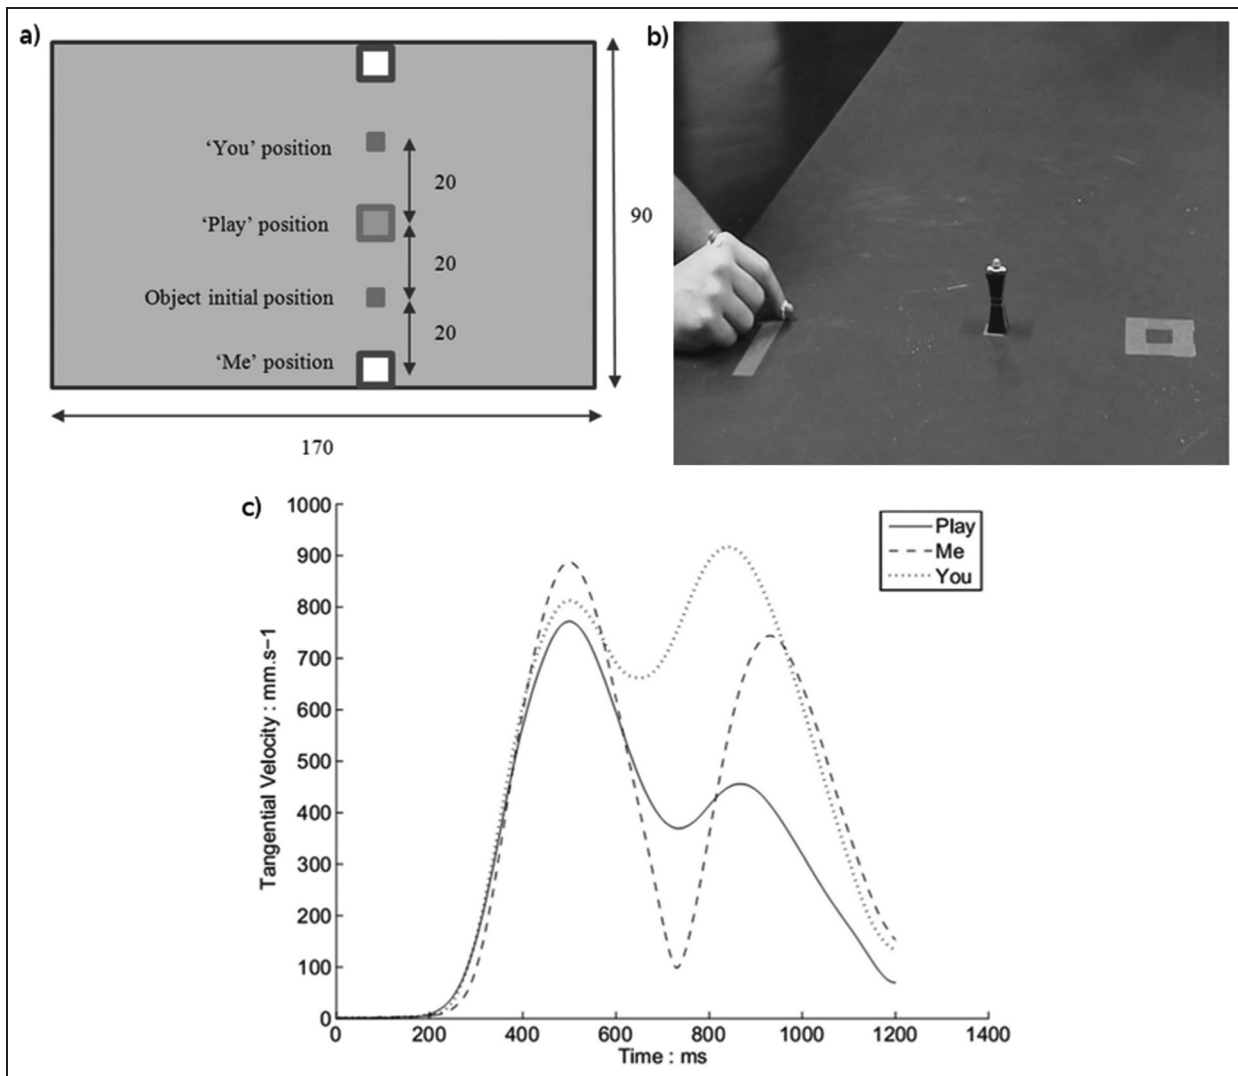 a)
‘You’ position
20
‘Play’ position
20
90
Object initial position
20
‘Me’ position
170
b)
c)
1000
900
800
700
600
500
400
300
200
100
0
Tangential Velocity : mm.s−1
0 200 400 600 800 1000 1200 1400
Time : ms
Play
Me
You